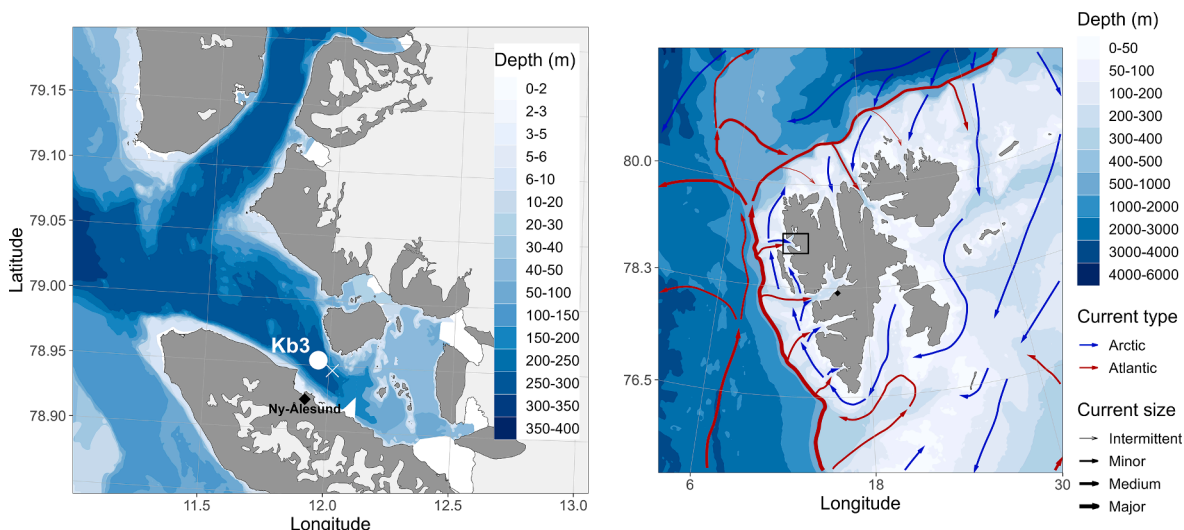 Depth (m)
0-2
2-3
3-5
5-6
6-10
10-20
20-30
30-40
40-50
50-100
100-150
150-200
200-250
250-300
300-350
350-400
79.15
79.10
79.05
79.00
78.95
78.90
Latitude
Kb3
Ny-Alesund
11.5
12.0
12.5
13.0
Longitude
80.0
78.3
76.5
6
18
30
Longitude
Depth (m)
0-50
50-100
100-200
200-300
300-400
400-500
500-1000
1000-2000
2000-3000
3000-4000
4000-6000
Current type
Arctic
Atlantic
Current size
Intermittent
Minor
Medium
Major